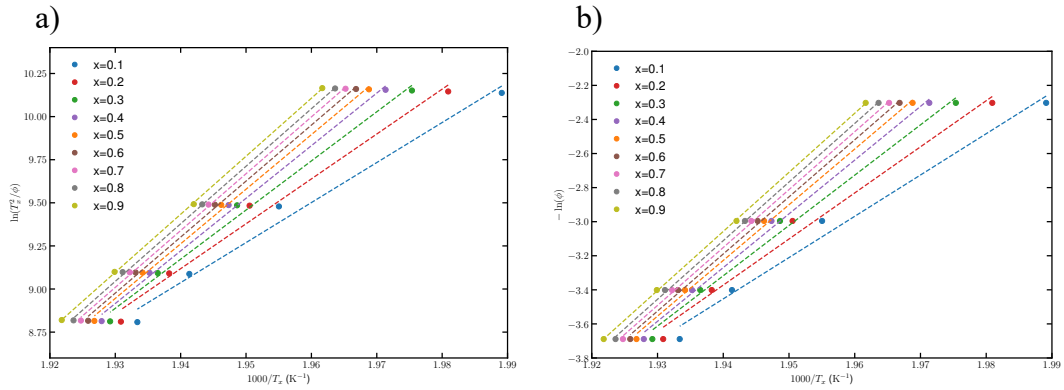 a)
ln(T_x^2/ϕ)
10.25
10.00
9.75
9.50
9.25
9.00
8.75
x=0.1
x=0.2
x=0.3
x=0.4
x=0.5
x=0.6
x=0.7
x=0.8
x=0.9
1.92 1.93 1.94 1.95 1.96 1.97 1.98 1.99
1000/T_x (K⁻¹)
b)
− ln(ϕ)
−2.0
−2.2
−2.4
−2.6
−2.8
−3.0
−3.2
−3.4
−3.6
−3.8
x=0.1
x=0.2
x=0.3
x=0.4
x=0.5
x=0.6
x=0.7
x=0.8
x=0.9
1.92 1.93 1.94 1.95 1.96 1.97 1.98 1.99
1000/T_x (K⁻¹)